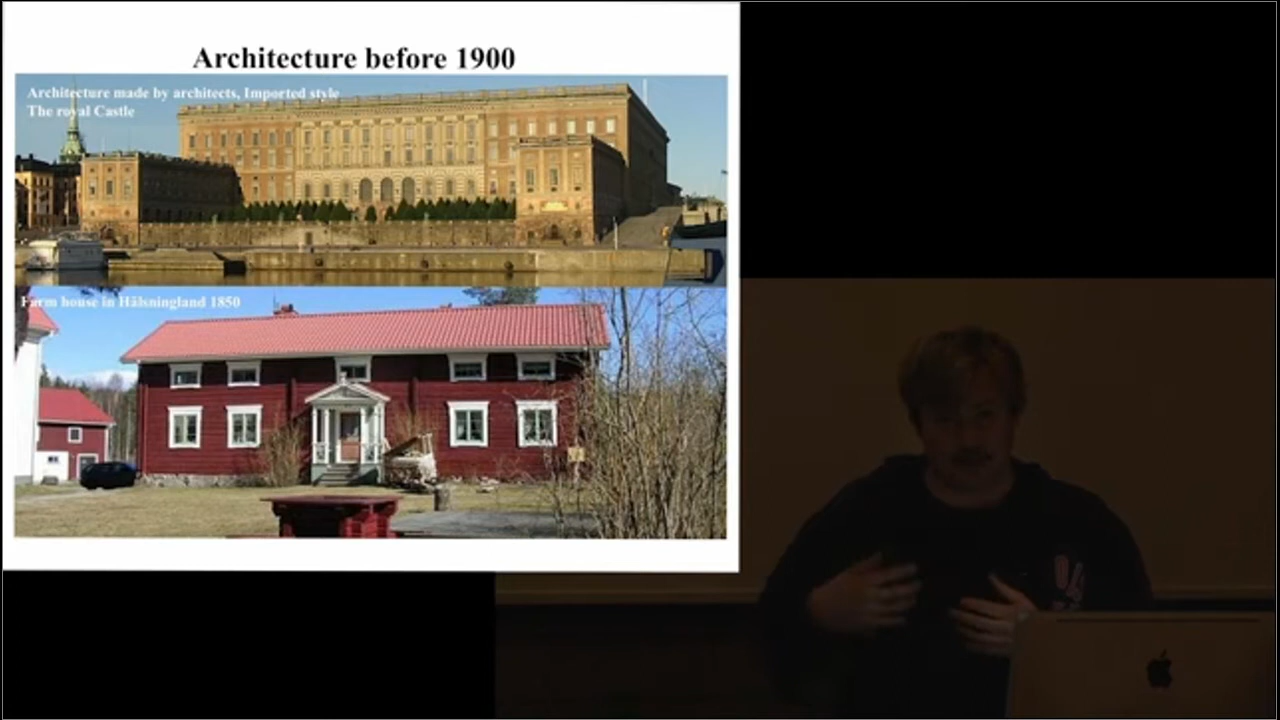 Architecture before 1900
Architecture made by architects, Imported style
The royal Castle
Farm house in Hälsningland 1850